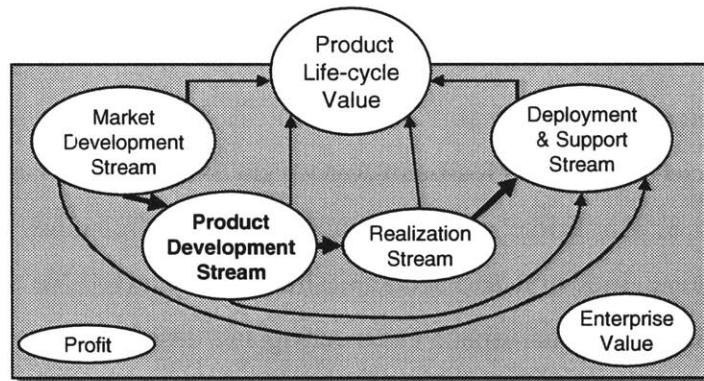 Product
Life-cycle
Value
Market
Development
Stream
Deployment
& Support
Stream
Product
Development
Stream
Realization
Stream
Profit
Enterprise
Value